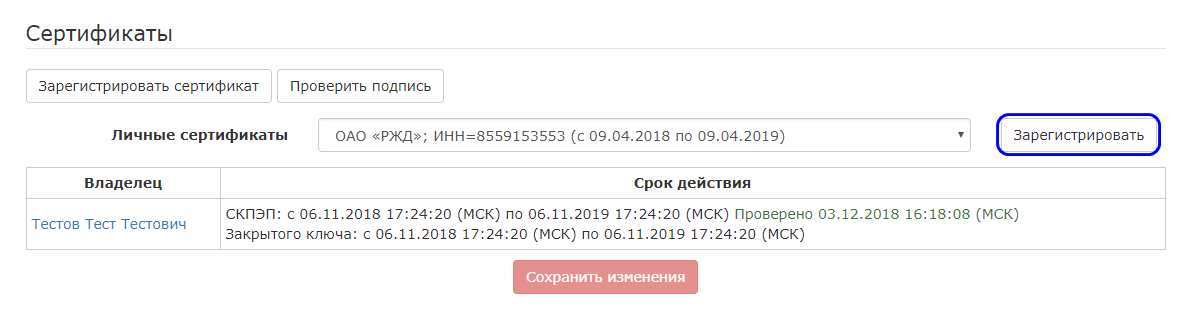 Сертификаты
Зарегистрировать сертификат Проверить подпись
Личные сертификаты ОАО «РЖД»; ИНН=8559153553 (с 09.04.2018 по 09.04.2019) Зарегистрировать
Владелец Срок действия
Тестов Тест Тестович
СКПЭП: с 06.11.2018 17:24:20 (МСК) по 06.11.2019 17:24:20 (МСК) Проверено 03.12.2018 16:18:08 (МСК)
Закрытого ключа: с 06.11.2018 17:24:20 (МСК) по 06.11.2019 17:24:20 (МСК)
Сохранить изменения